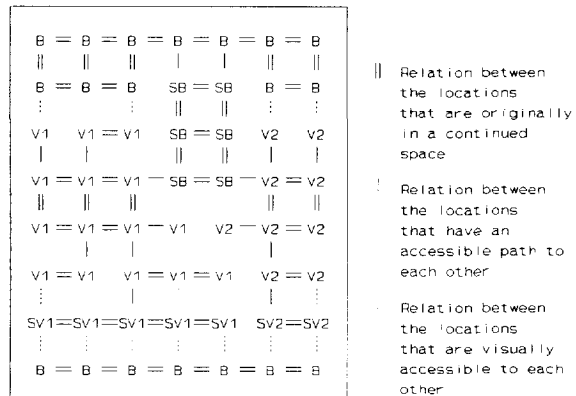 B = B = B = B = B = B = B
B = B = B SB = SB B = B
V1 V1 = V1 SB = SB V2 V2
V1 = V1 = V1 — SB = SB — V2 = V2
V1 = V1 = V1 — V1 V2 — V2 = V2
V1 = V1 V1 = V1 = V1 V2 = V2
SV1=SV1=SV1=SV1=SV1 SV2=SV2
B = B = B = B = B = B = B
Relation between
the locations
that are originally
in a continued
space
Relation between
the locations
that have an
accessible path to
each other
Relation between
the locations
that are visually
accessible to each
other